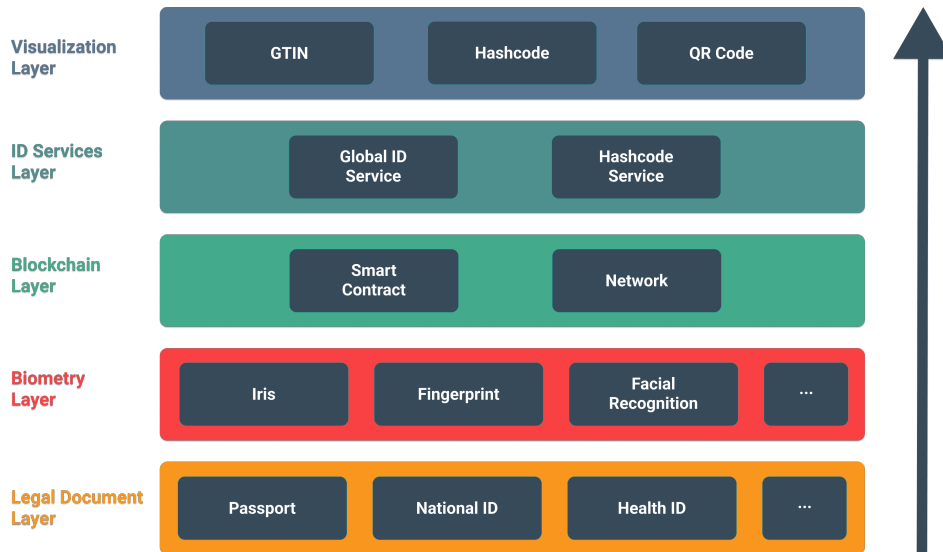 Visualization
Layer
GTIN
Hashcode
QR Code
ID Services
Layer
Global ID
Service
Hashcode
Service
Blockchain
Layer
Smart
Contract
Network
Biometry
Layer
Iris
Fingerprint
Facial
Recognition
...
Legal Document
Layer
Passport
National ID
Health ID
...